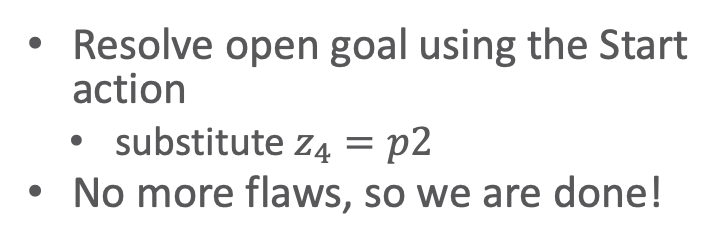 • Resolve open goal using the Start
action
• substitute z₄ = p2
• No more flaws, so we are done!